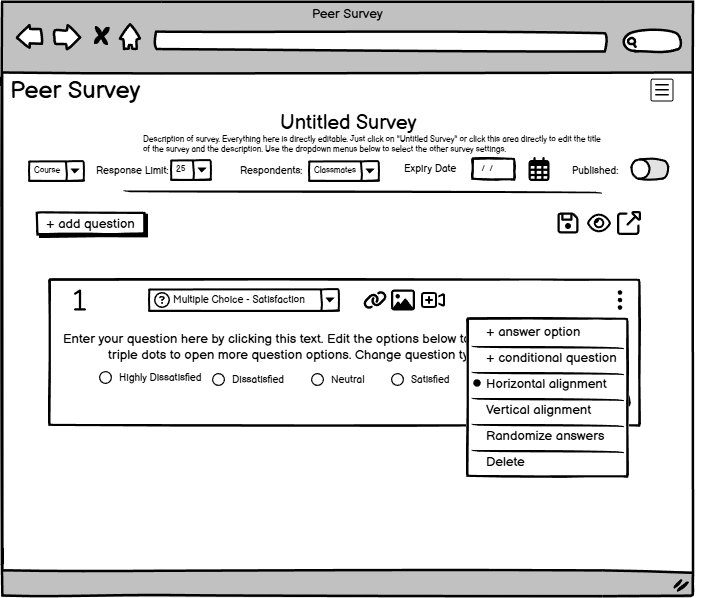 Peer Survey
Peer Survey
Untitled Survey
Description of survey. Everything here is directly editable. Just click on "Untitled Survey" or click this area directly to edit the title
of the survey and the description. Use the dropdown menus below to select the other survey settings.
Course Response Limit: 25 Respondents: Classmates Expiry Date / / Published:
+ add question
1 ? Multiple Choice - Satisfaction
Enter your question here by clicking this text. Edit the options below
triple dots to open more question options. Change question
Highly Dissatisfied Dissatisfied Neutral Satisfied
+ answer option
+ conditional question
Horizontal alignment
Vertical alignment
Randomize answers
Delete